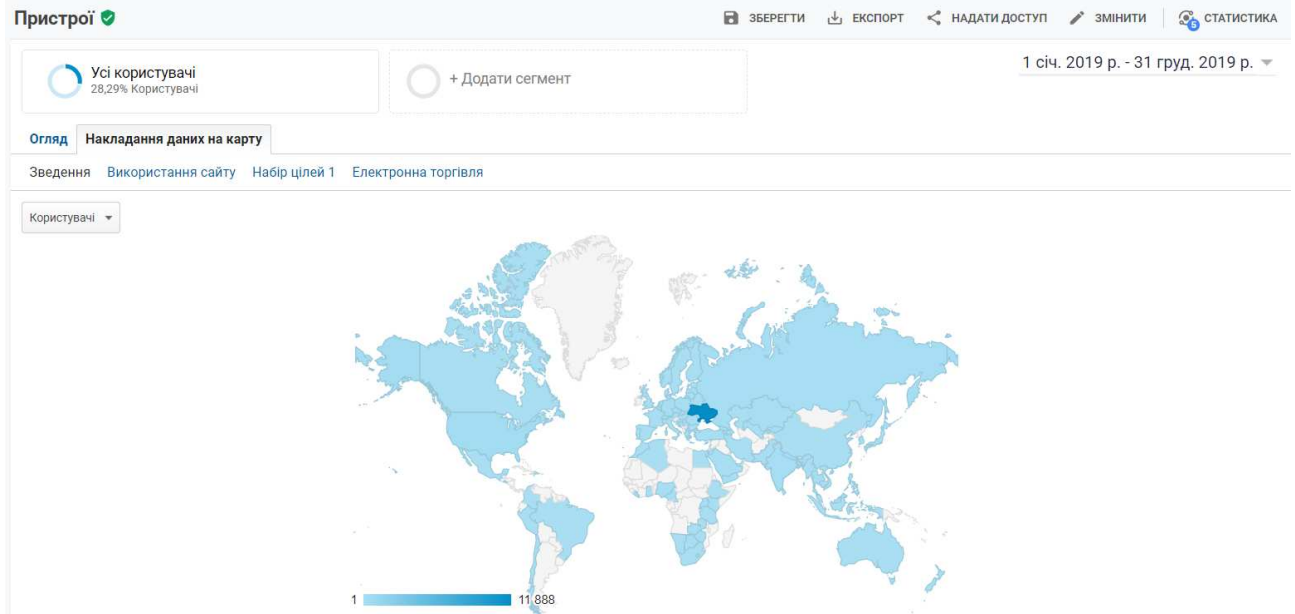 Пристрої
ЗБЕРЕГТИ ЕКСПОРТ НАДАТИ ДОСТУП ЗМІНИТИ 5 СТАТИСТИКА
Усі користувачі
28,29% Користувачі
+ Додати сегмент
1 січ. 2019 р. - 31 груд. 2019 р.
Огляд Накладання даних на карту
Зведення Використання сайту Набір цілей 1 Електронна торгівля
Користувачі
1 11 888